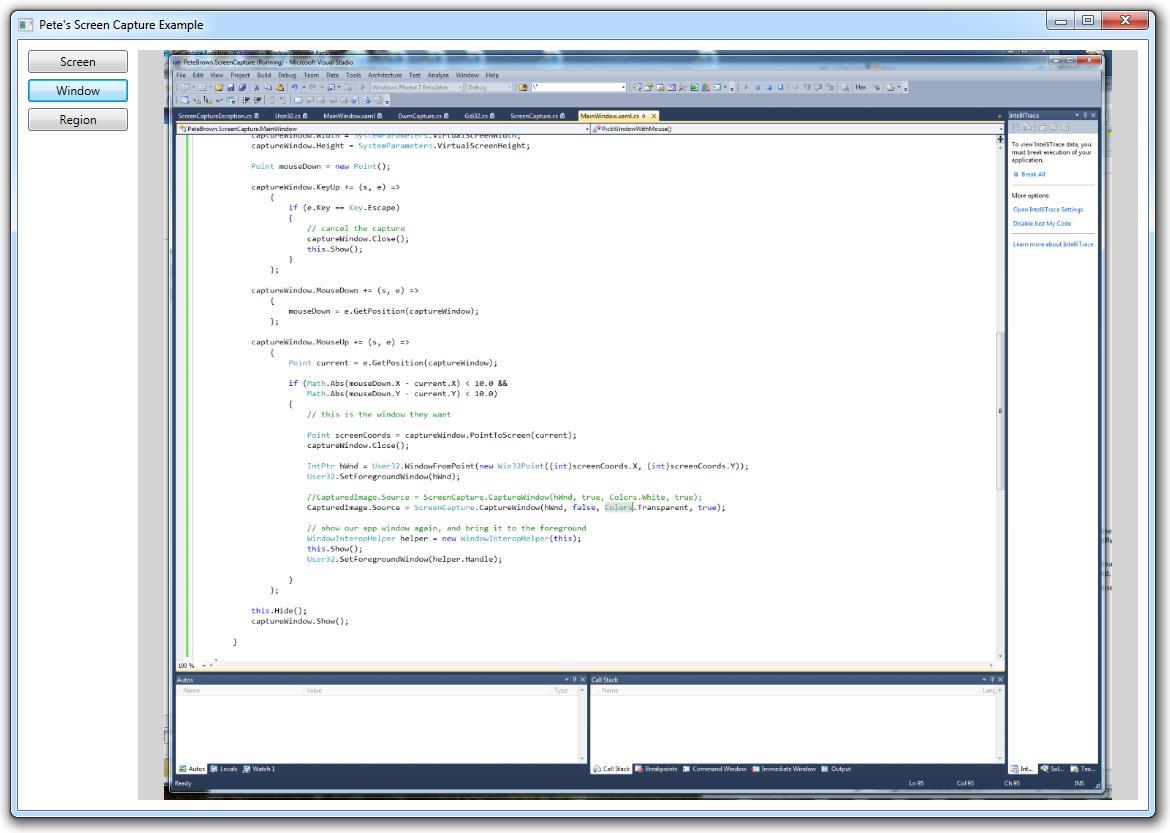 Pete's Screen Capture Example
Screen
Window
Region
PeteBrown.ScreenCapture (Running) - Microsoft Visual Studio
File Edit View Project Build Debug Team Data Tools Architecture Test Analyze Window Help
Windows Phone 7 Emulator Debug \" Hex
ScreenCaptureException.cs User32.cs MainWindow.xaml DwmCapture.cs Gdi32.cs ScreenCapture.cs MainWindow.xaml.cs
PeteBrown.ScreenCapture.MainWindow PickWindowWithMouse()
captureWindow.Width = SystemParameters.VirtualScreenWidth;
captureWindow.Height = SystemParameters.VirtualScreenHeight;
Point mouseDown = new Point();
captureWindow.KeyUp += (s, e) =>
{
if (e.Key == Key.Escape)
{
// cancel the capture
captureWindow.Close();
this.Show();
}
};
captureWindow.MouseDown += (s, e) =>
{
mouseDown = e.GetPosition(captureWindow);
};
captureWindow.MouseUp += (s, e) =>
{
Point current = e.GetPosition(captureWindow);
if (Math.Abs(mouseDown.X - current.X) < 10.0 &&
Math.Abs(mouseDown.Y - current.Y) < 10.0)
{
// this is the window they want
Point screenCoords = captureWindow.PointToScreen(current);
captureWindow.Close();
IntPtr hWnd = User32.WindowFromPoint(new Win32Point((int)screenCoords.X, (int)screenCoords.Y));
User32.SetForegroundWindow(hWnd);
//CapturedImage.Source = ScreenCapture.CaptureWindow(hWnd, true, Colors.White, true);
CapturedImage.Source = ScreenCapture.CaptureWindow(hWnd, false, Colors.Transparent, true);
// show our app window again, and bring it to the foreground
WindowInteropHelper helper = new WindowInteropHelper(this);
this.Show();
User32.SetForegroundWindow(helper.Handle);
}
};
this.Hide();
captureWindow.Show();
}
100 %
IntelliTrace
To view IntelliTrace data, you
must break execution of your
application.
Break All
More options:
Open IntelliTrace Settings
Disable Just My Code
Learn more about IntelliTrace
Autos
Name Value Type
Call Stack
Name Lang
Autos Locals Watch 1
Call Stack Breakpoints Command Window Immediate Window Output
Int... Sol... Tea...
Ready Ln 95 Col 95 Ch 95 INS